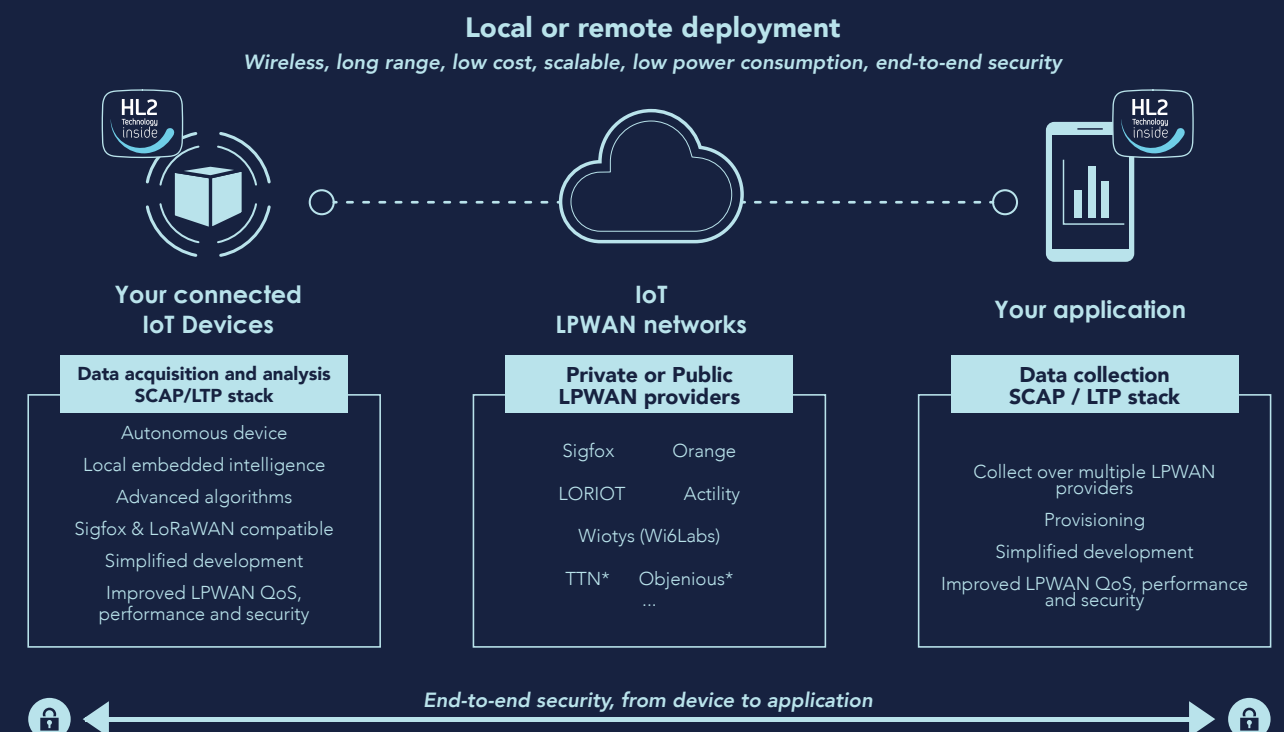 Local or remote deployment
Wireless, long range, low cost, scalable, low power consumption, end-to-end security
HL2
Technology
inside
HL2
Technology
inside
Your connected
IoT Devices
IoT
LPWAN networks
Your application
Data acquisition and analysis
SCAP/LTP stack
Autonomous device
Local embedded intelligence
Advanced algorithms
Sigfox & LoRaWAN compatible
Simplified development
Improved LPWAN QoS,
performance and security
Private or Public
LPWAN providers
Sigfox Orange
LORIOT Actility
Wiotys (Wi6Labs)
TTN* Objenious*
...
Data collection
SCAP / LTP stack
Collect over multiple LPWAN
providers
Provisioning
Simplified development
Improved LPWAN QoS, performance
and security
End-to-end security, from device to application